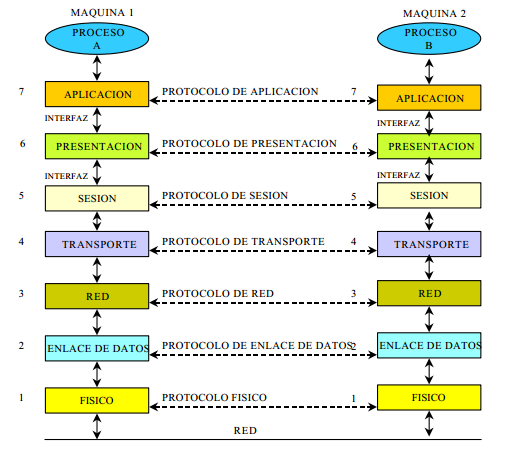 MAQUINA 1
MAQUINA 2
PROCESO
A
PROCESO
B
7
APLICACION
PROTOCOLO DE APLICACION
7
APLICACION
INTERFAZ
INTERFAZ
6
PRESENTACION
PROTOCOLO DE PRESENTACION
6
PRESENTACION
INTERFAZ
INTERFAZ
5
SESION
PROTOCOLO DE SESION
5
SESION
4
TRANSPORTE
PROTOCOLO DE TRANSPORTE
4
TRANSPORTE
3
RED
PROTOCOLO DE RED
3
RED
2
ENLACE DE DATOS
PROTOCOLO DE ENLACE DE DATOS
2
ENLACE DE DATOS
1
FISICO
PROTOCOLO FISICO
1
FISICO
RED